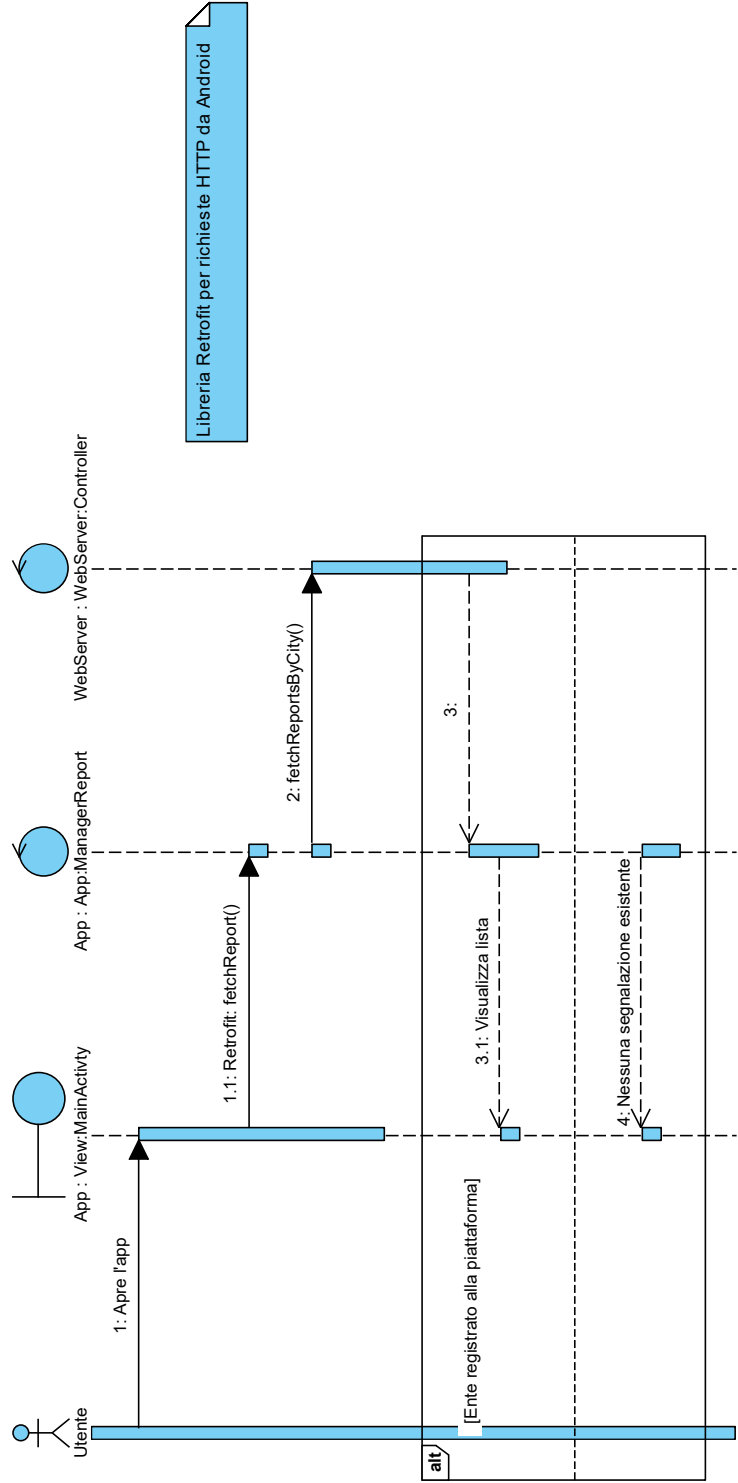 Utente
App : View:MainActivty
App : App:ManagerReport
WebServer : WebServer:Controller
1: Apre l'app
1.1: Retrofit: fetchReport()
Libreria Retrofit per richieste HTTP da Android
2: fetchReportsByCity()
alt
[Ente registrato alla piattaforma]
3:
3.1: Visualizza lista
4: Nessuna segnalazione esistente